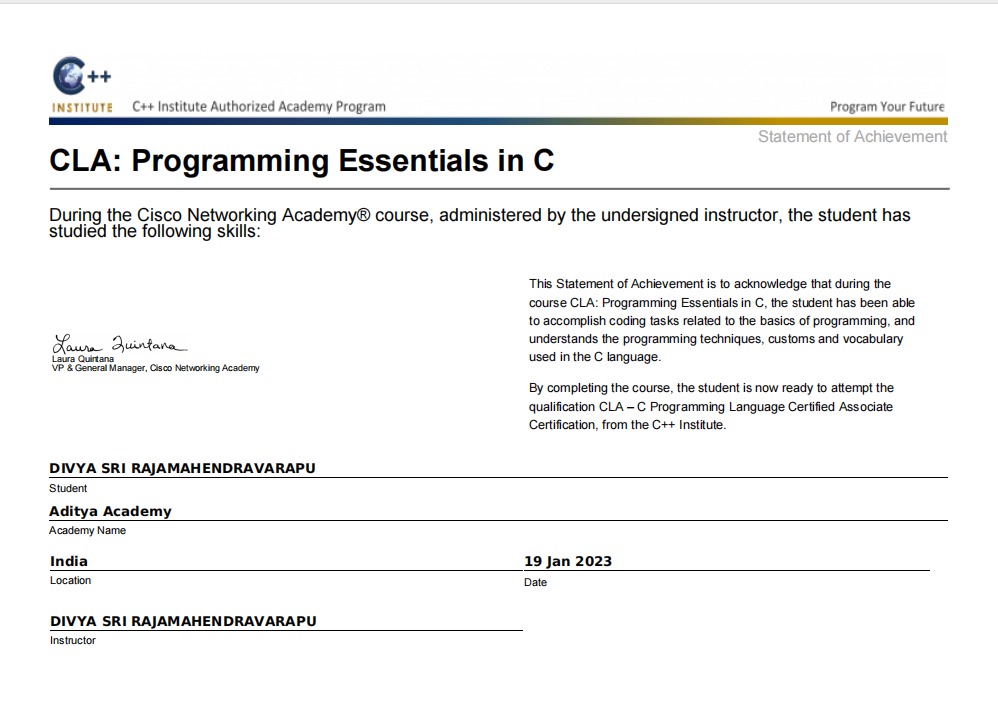 C++
INSTITUTE
C++ Institute Authorized Academy Program
Program Your Future
Statement of Achievement
CLA: Programming Essentials in C
During the Cisco Networking Academy® course, administered by the undersigned instructor, the student has
studied the following skills:
This Statement of Achievement is to acknowledge that during the
course CLA: Programming Essentials in C, the student has been able
to accomplish coding tasks related to the basics of programming, and
understands the programming techniques, customs and vocabulary
used in the C language.
By completing the course, the student is now ready to attempt the
qualification CLA – C Programming Language Certified Associate
Certification, from the C++ Institute.
Laura Quintana
Laura Quintana
VP & General Manager, Cisco Networking Academy
DIVYA SRI RAJAMAHENDRAVARAPU
Student
Aditya Academy
Academy Name
India
Location
19 Jan 2023
Date
DIVYA SRI RAJAMAHENDRAVARAPU
Instructor